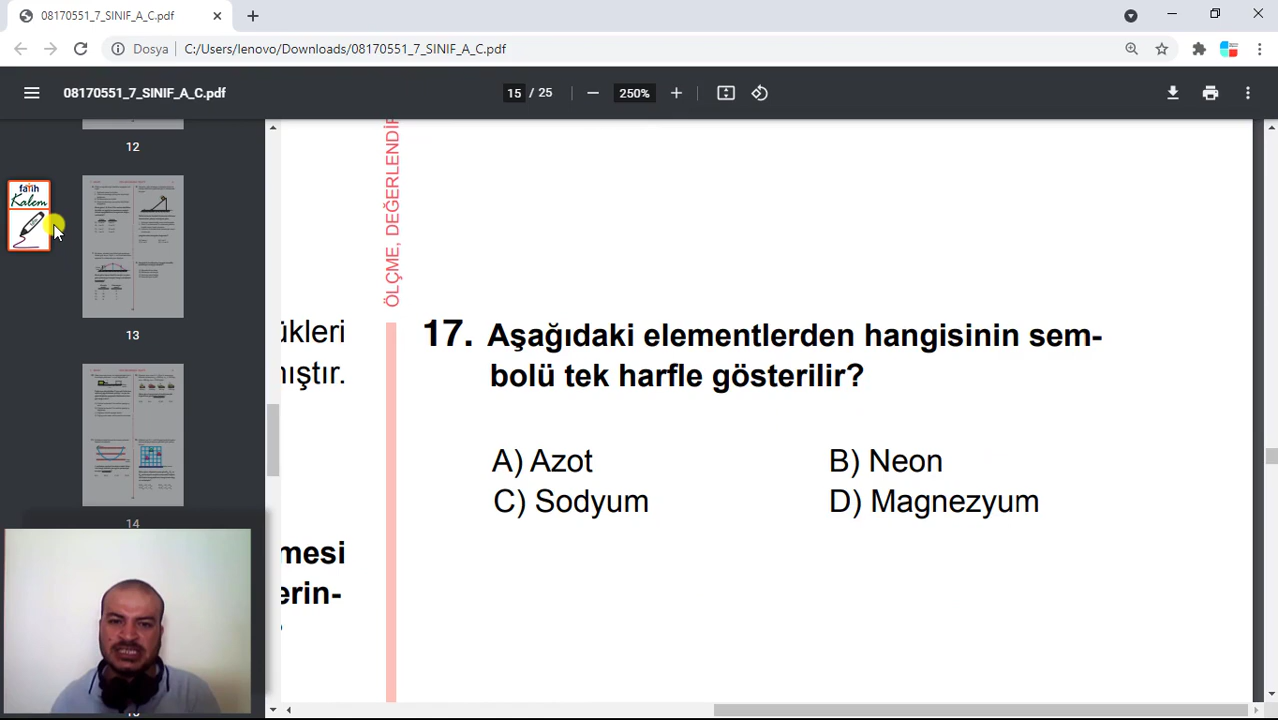 08170551_7_SINIF_A_C.pdf
Dosya C:/Users/lenovo/Downloads/08170551_7_SINIF_A_C.pdf
08170551_7_SINIF_A_C.pdf
15 / 25
250%
12
fatih
Kalem
13
14
ÖLÇME, DEĞERLENDİR
ükleri
mıştır.
mesi
erin-
17. Aşağıdaki elementlerden hangisinin sem-
bolü tek harfle gösterilir?
A) Azot B) Neon
C) Sodyum D) Magnezyum